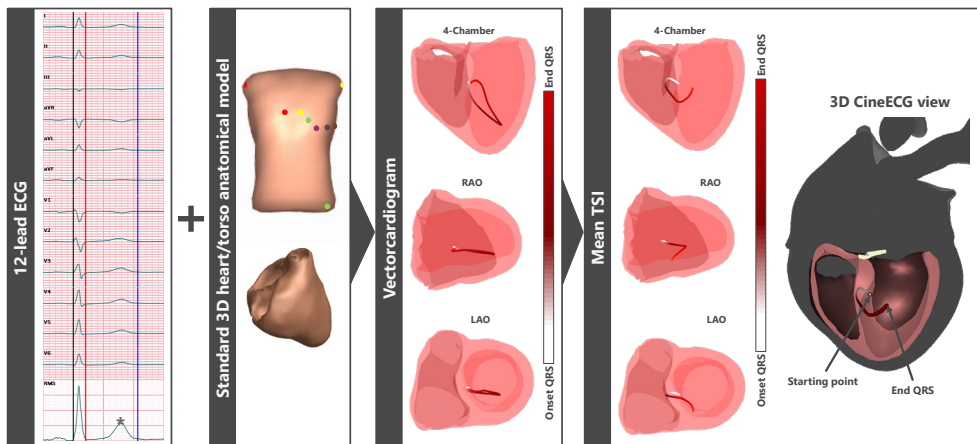 12-lead ECG
I
II
III
aVR
aVL
aVF
V1
V2
V3
V4
V5
V6
RMS
*
+
Standard 3D heart/torso anatomical model
Vectorcardiogram
4-Chamber
RAO
LAO
End QRS
Onset QRS
Mean TSI
4-Chamber
RAO
LAO
End QRS
Onset QRS
3D CineECG view
Starting point
End QRS